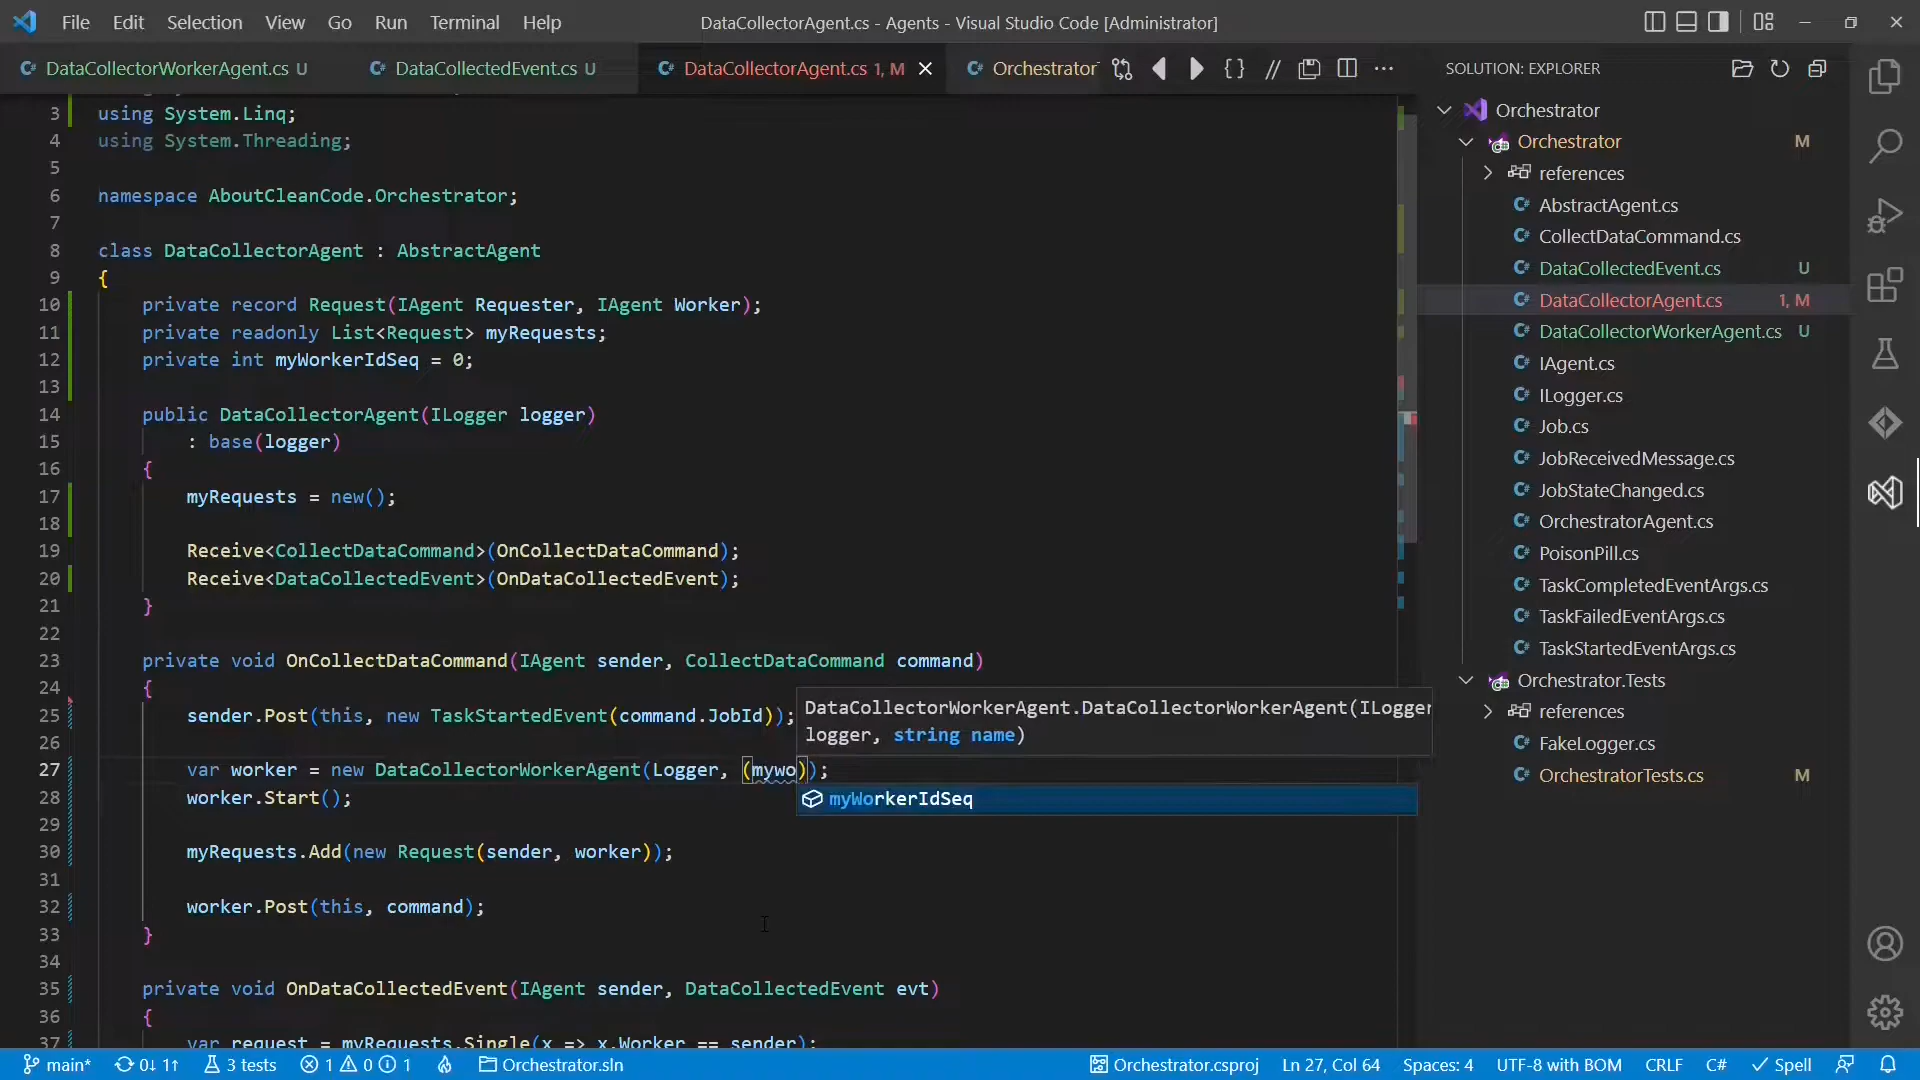 File Edit Selection View Go Run Terminal Help
DataCollectorAgent.cs - Agents - Visual Studio Code [Administrator]
DataCollectorWorkerAgent.cs U
DataCollectedEvent.cs U
DataCollectorAgent.cs 1, M
Orchestrator
3 using System.Linq;
4 using System.Threading;
5
6 namespace AboutCleanCode.Orchestrator;
7
8 class DataCollectorAgent : AbstractAgent
9 {
10 private record Request(IAgent Requester, IAgent Worker);
11 private readonly List<Request> myRequests;
12 private int myWorkerIdSeq = 0;
13
14 public DataCollectorAgent(ILogger logger)
15 : base(logger)
16 {
17 myRequests = new();
18
19 Receive<CollectDataCommand>(OnCollectDataCommand);
20 Receive<DataCollectedEvent>(OnDataCollectedEvent);
21 }
22
23 private void OnCollectDataCommand(IAgent sender, CollectDataCommand command)
24 {
25 sender.Post(this, new TaskStartedEvent(command.JobId));
26
27 var worker = new DataCollectorWorkerAgent(Logger, (mywo));
28 worker.Start();
29
30 myRequests.Add(new Request(sender, worker));
31
32 worker.Post(this, command);
33 }
34
35 private void OnDataCollectedEvent(IAgent sender, DataCollectedEvent evt)
36 {
37 var request = myRequests.Single(x => x.Worker == sender);
DataCollectorWorkerAgent.DataCollectorWorkerAgent(ILogger
logger, string name)
myWorkerIdSeq
SOLUTION: EXPLORER
Orchestrator
Orchestrator M
references
AbstractAgent.cs
CollectDataCommand.cs
DataCollectedEvent.cs U
DataCollectorAgent.cs 1, M
DataCollectorWorkerAgent.cs U
IAgent.cs
ILogger.cs
Job.cs
JobReceivedMessage.cs
JobStateChanged.cs
OrchestratorAgent.cs
PoisonPill.cs
TaskCompletedEventArgs.cs
TaskFailedEventArgs.cs
TaskStartedEventArgs.cs
Orchestrator.Tests
references
FakeLogger.cs
OrchestratorTests.cs M
main* 0↓ 1↑ 3 tests 1 0 1 Orchestrator.sln
Orchestrator.csproj Ln 27, Col 64 Spaces: 4 UTF-8 with BOM CRLF C# Spell